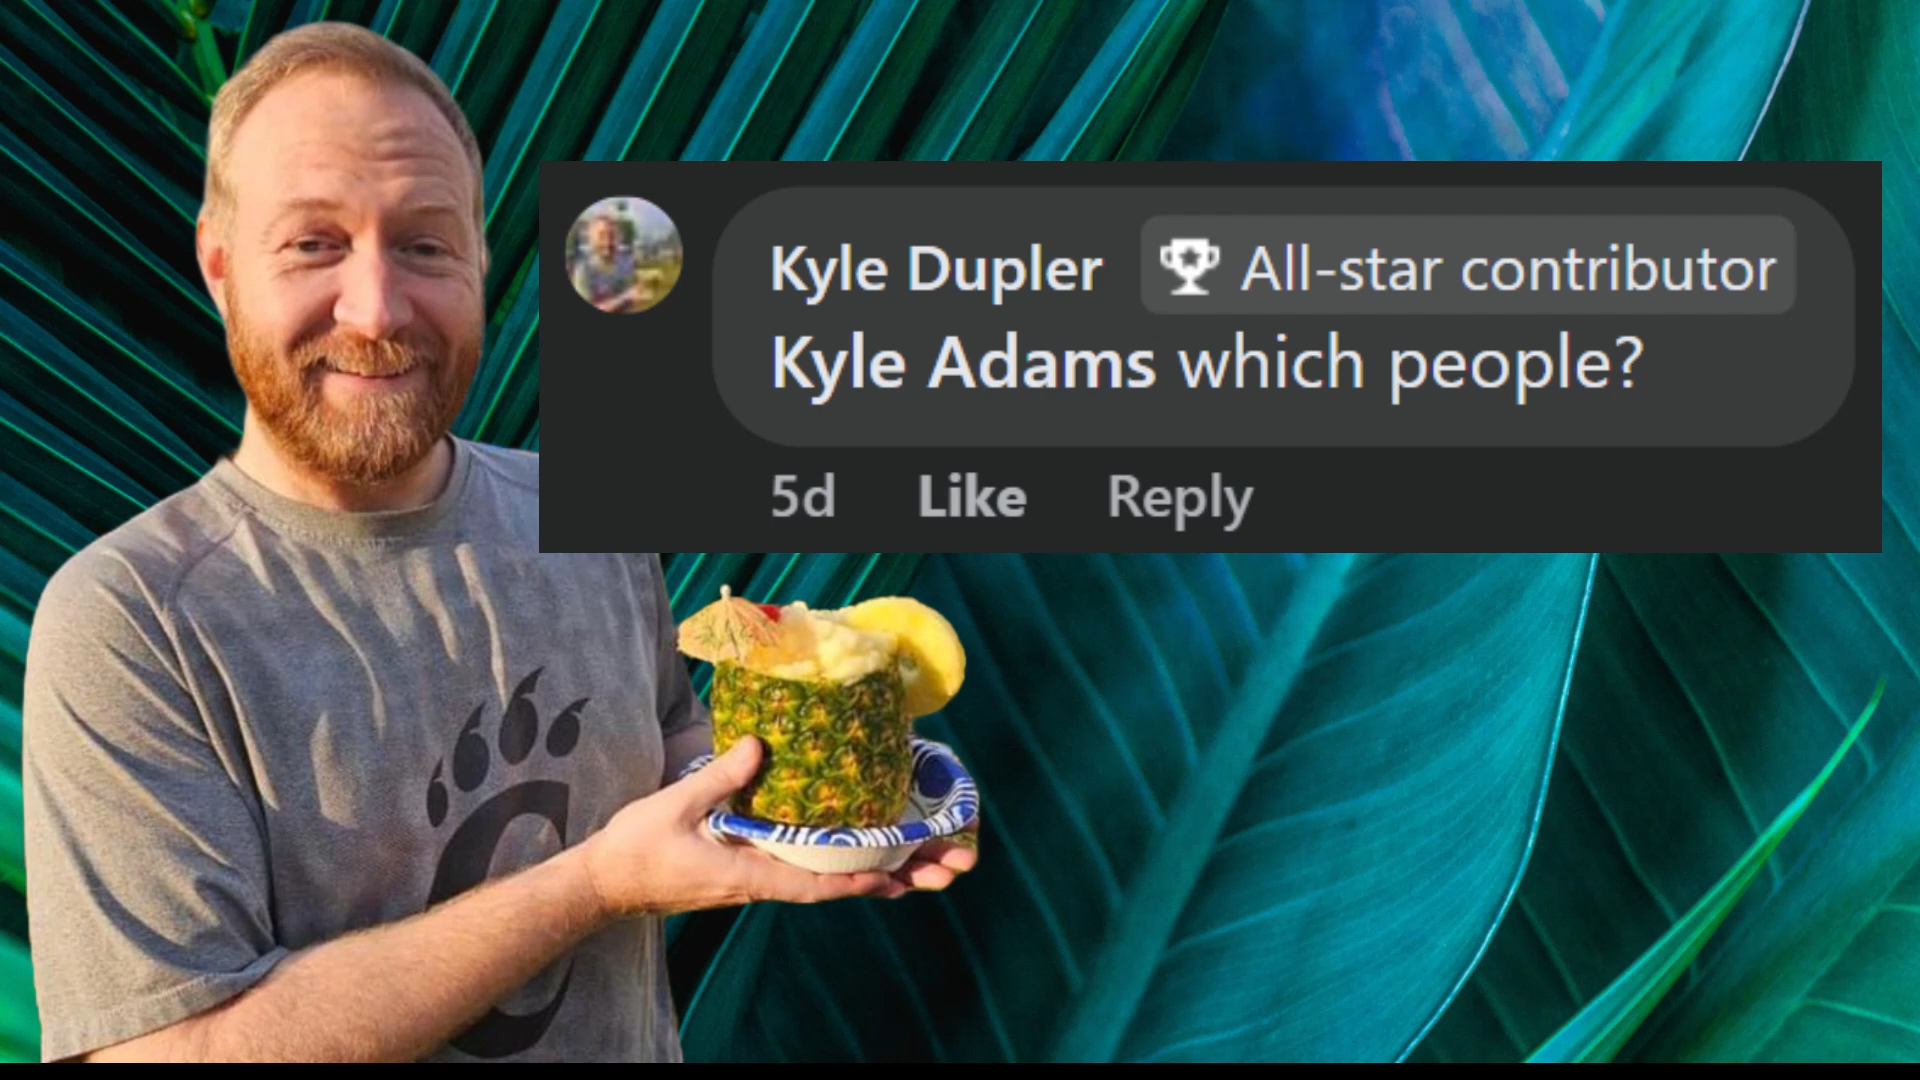 Kyle Dupler All-star contributor
Kyle Adams which people?
5d Like Reply